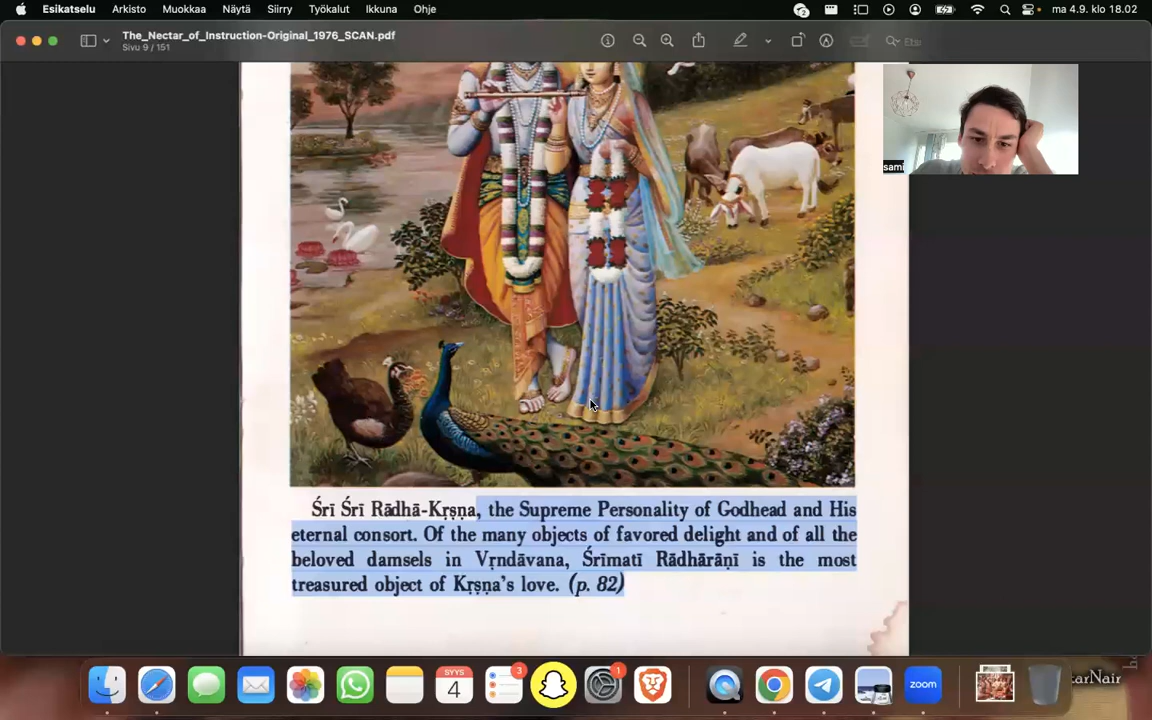 Esikatselu Arkisto Muokkaa Näytä Siirry Työkalut Ikkuna Ohje ma 4.9. klo 18.02
The_Nectar_of_Instruction-Original_1976_SCAN.pdf
Sivu 9 / 151
Etsi
sami
Śrī Śrī Rādhā-Kṛṣṇa, the Supreme Personality of Godhead and His
eternal consort. Of the many objects of favored delight and of all the
beloved damsels in Vṛndāvana, Śrīmatī Rādhārāṇī is the most
treasured object of Kṛṣṇa's love. (p. 82)
SYYS
4
3
1
zoom